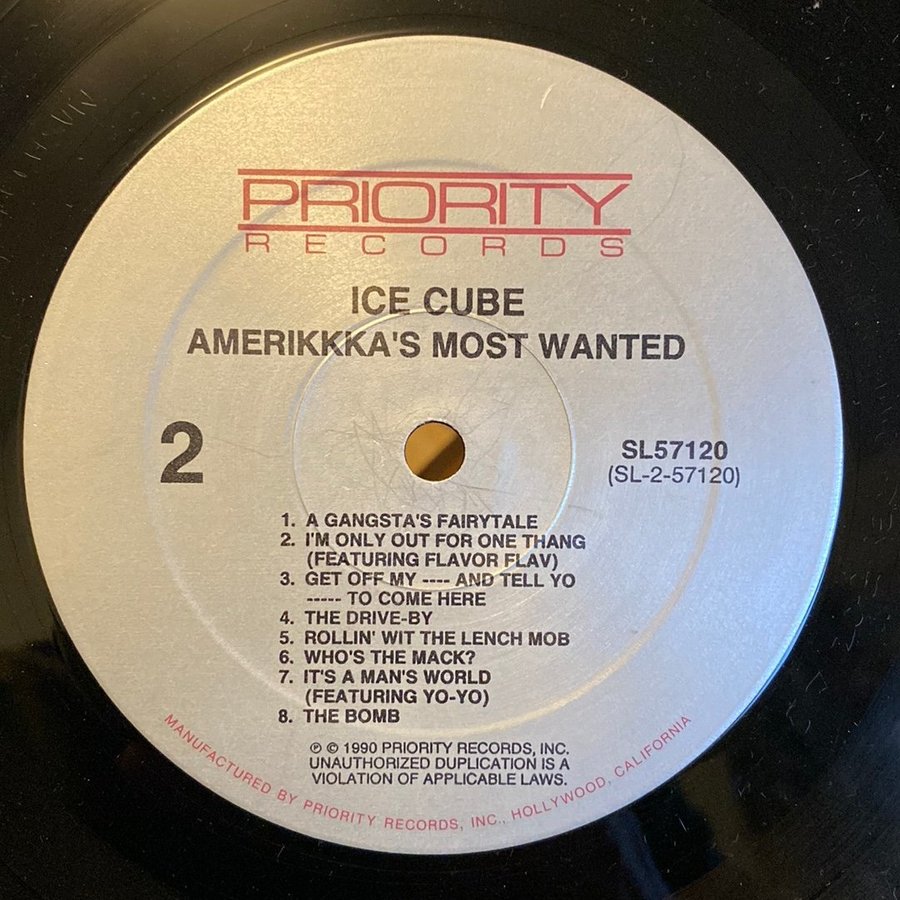 PRIORITY
RECORDS
ICE CUBE
AMERIKKKA'S MOST WANTED
2
SL57120
(SL-2-57120)
1. A GANGSTA'S FAIRYTALE
2. I'M ONLY OUT FOR ONE THANG
(FEATURING FLAVOR FLAV)
3. GET OFF MY ---- AND TELL YO
----- TO COME HERE
4. THE DRIVE-BY
5. ROLLIN' WIT THE LENCH MOB
6. WHO'S THE MACK?
7. IT'S A MAN'S WORLD
(FEATURING YO-YO)
8. THE BOMB
℗ © 1990 PRIORITY RECORDS, INC.
UNAUTHORIZED DUPLICATION IS A
VIOLATION OF APPLICABLE LAWS.
MANUFACTURED BY PRIORITY RECORDS, INC., HOLLYWOOD, CALIFORNIA